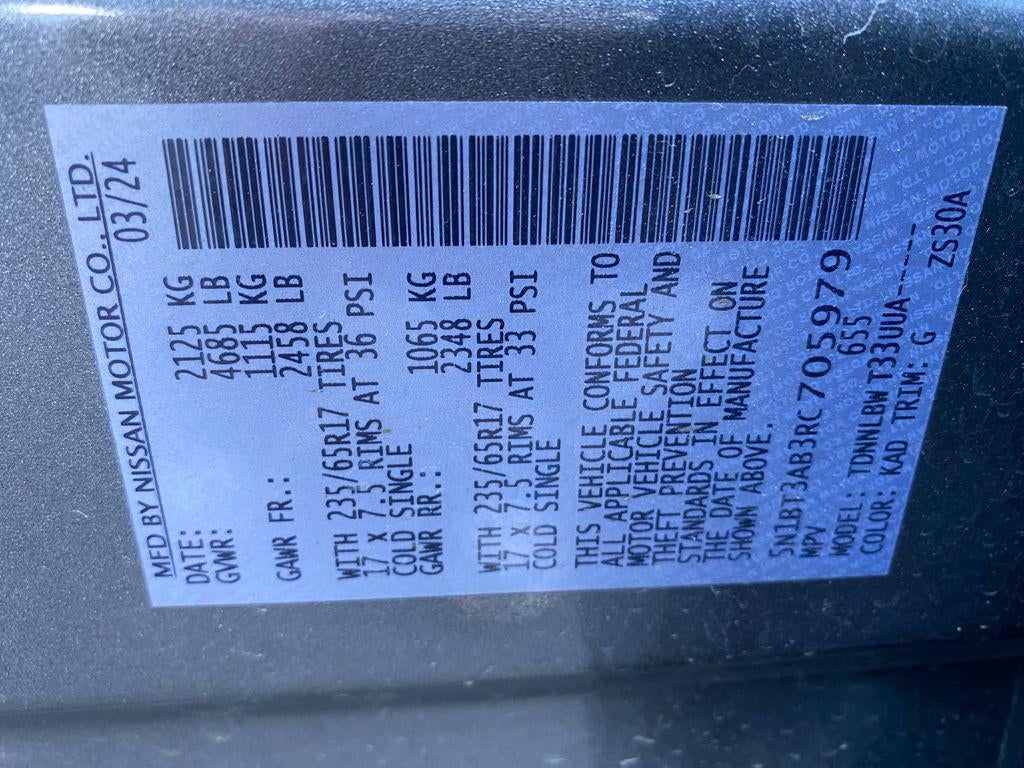 MFD BY NISSAN MOTOR CO., LTD.
DATE: 03/24
GVWR: 2125 KG
4685 LB
GAWR FR.: 1115 KG
2458 LB
WITH 235/65R17 TIRES
17 X 7.5 RIMS AT 36 PSI
COLD SINGLE
GAWR RR.: 1065 KG
2348 LB
WITH 235/65R17 TIRES
17 X 7.5 RIMS AT 33 PSI
COLD SINGLE
THIS VEHICLE CONFORMS TO
ALL APPLICABLE FEDERAL
MOTOR VEHICLE SAFETY AND
THEFT PREVENTION
STANDARDS IN EFFECT ON
THE DATE OF MANUFACTURE
SHOWN ABOVE.
5N1BT3AB3RC705979
MPV 655
MODEL: TDNNLBW T33UUA-----
COLOR: KAD TRIM: G ZS30A